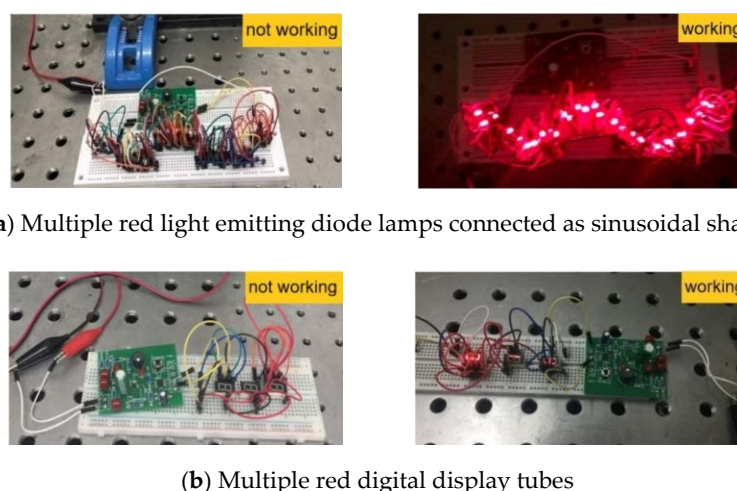 not working
working
a) Multiple red light emitting diode lamps connected as sinusoidal sha
not working
working
(b) Multiple red digital display tubes